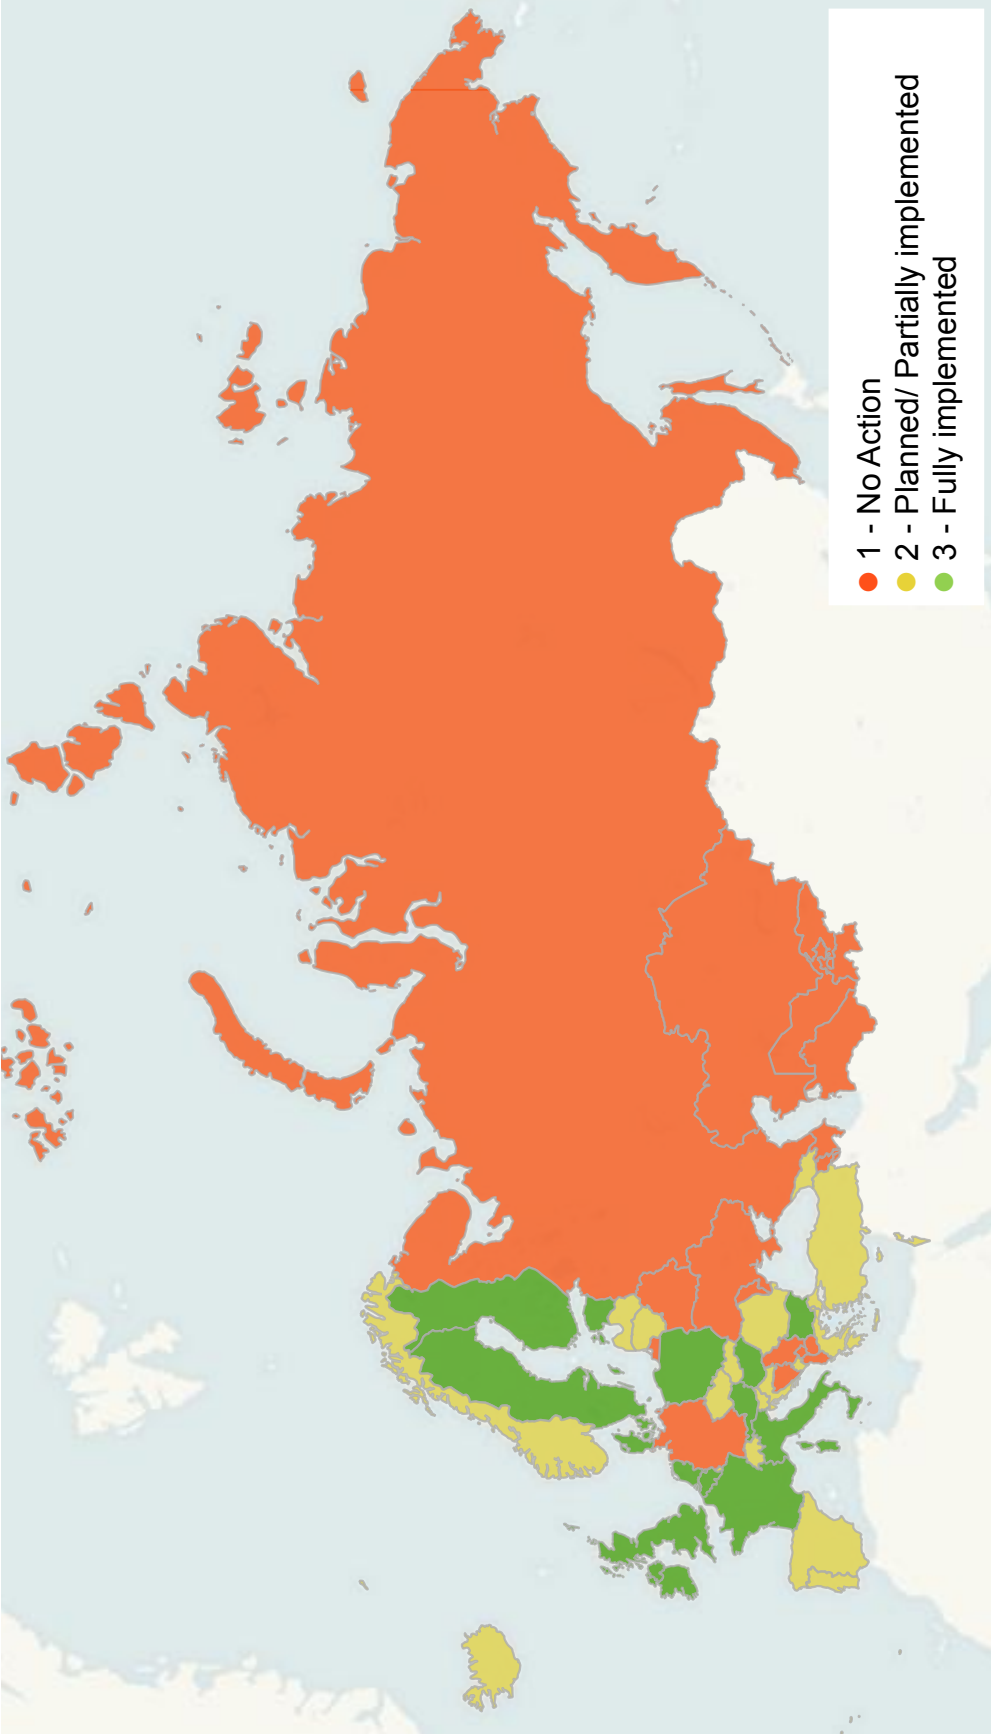 1 - No Action
2 - Planned/ Partially implemented
3 - Fully implemented